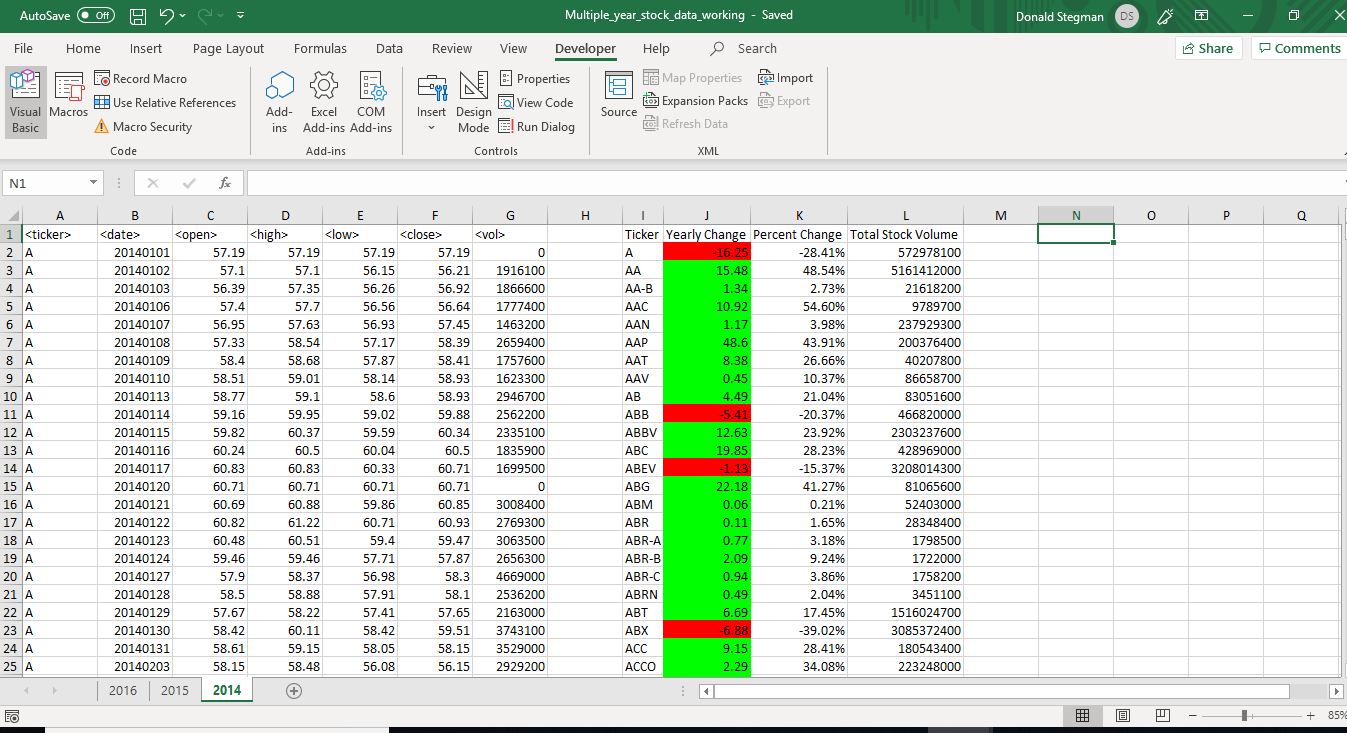 AutoSave Off Multiple_year_stock_data_working - Saved Donald Stegman DS
File Home Insert Page Layout Formulas Data Review View Developer Help Search Share Comments
Visual Basic
Macros
Record Macro
Use Relative References
Macro Security
Code
Add-ins
Excel Add-ins
COM Add-ins
Add-ins
Insert
Design Mode
Properties
View Code
Run Dialog
Controls
Source
Map Properties
Expansion Packs
Refresh Data
Import
Export
XML
N1 fx
A B C D E F G H I J K L M N O P Q
1 <ticker> <date> <open> <high> <low> <close> <vol> Ticker Yearly Change Percent Change Total Stock Volume
2 A 20140101 57.19 57.19 57.19 57.19 0 A -16.25 -28.41% 572978100
3 A 20140102 57.1 57.1 56.15 56.21 1916100 AA 15.48 48.54% 5161412000
4 A 20140103 56.39 57.35 56.26 56.92 1866600 AA-B 1.34 2.73% 21618200
5 A 20140106 57.4 57.7 56.56 56.64 1777400 AAC 10.92 54.60% 9789700
6 A 20140107 56.95 57.63 56.93 57.45 1463200 AAN 1.17 3.98% 237929300
7 A 20140108 57.33 58.54 57.17 58.39 2659400 AAP 48.6 43.91% 200376400
8 A 20140109 58.4 58.68 57.87 58.41 1757600 AAT 8.38 26.66% 40207800
9 A 20140110 58.51 59.01 58.14 58.93 1623300 AAV 0.45 10.37% 86658700
10 A 20140113 58.77 59.1 58.6 58.93 2946700 AB 4.49 21.04% 83051600
11 A 20140114 59.16 59.95 59.02 59.88 2562200 ABB -5.41 -20.37% 466820000
12 A 20140115 59.82 60.37 59.59 60.34 2335100 ABBV 12.63 23.92% 2303237600
13 A 20140116 60.24 60.5 60.04 60.5 1835900 ABC 19.85 28.23% 428969000
14 A 20140117 60.83 60.83 60.33 60.71 1699500 ABEV -1.13 -15.37% 3208014300
15 A 20140120 60.71 60.71 60.71 60.71 0 ABG 22.18 41.27% 81065600
16 A 20140121 60.69 60.88 59.86 60.85 3008400 ABM 0.06 0.21% 52403000
17 A 20140122 60.82 61.22 60.71 60.93 2769300 ABR 0.11 1.65% 28348400
18 A 20140123 60.48 60.51 59.4 59.47 3063500 ABR-A 0.77 3.18% 1798500
19 A 20140124 59.46 59.46 57.71 57.87 2656300 ABR-B 2.09 9.24% 1722000
20 A 20140127 57.9 58.37 56.98 58.3 4669000 ABR-C 0.94 3.86% 1758200
21 A 20140128 58.5 58.88 57.91 58.1 2536200 ABRN 0.49 2.04% 3451100
22 A 20140129 57.67 58.22 57.41 57.65 2163000 ABT 6.69 17.45% 1516024700
23 A 20140130 58.42 60.11 58.42 59.51 3743100 ABX -6.88 -39.02% 3085372400
24 A 20140131 58.61 59.15 58.05 58.15 3529000 ACC 9.15 28.41% 180543400
25 A 20140203 58.15 58.48 56.08 56.15 2929200 ACCO 2.29 34.08% 223248000
2016 2015 2014
85%